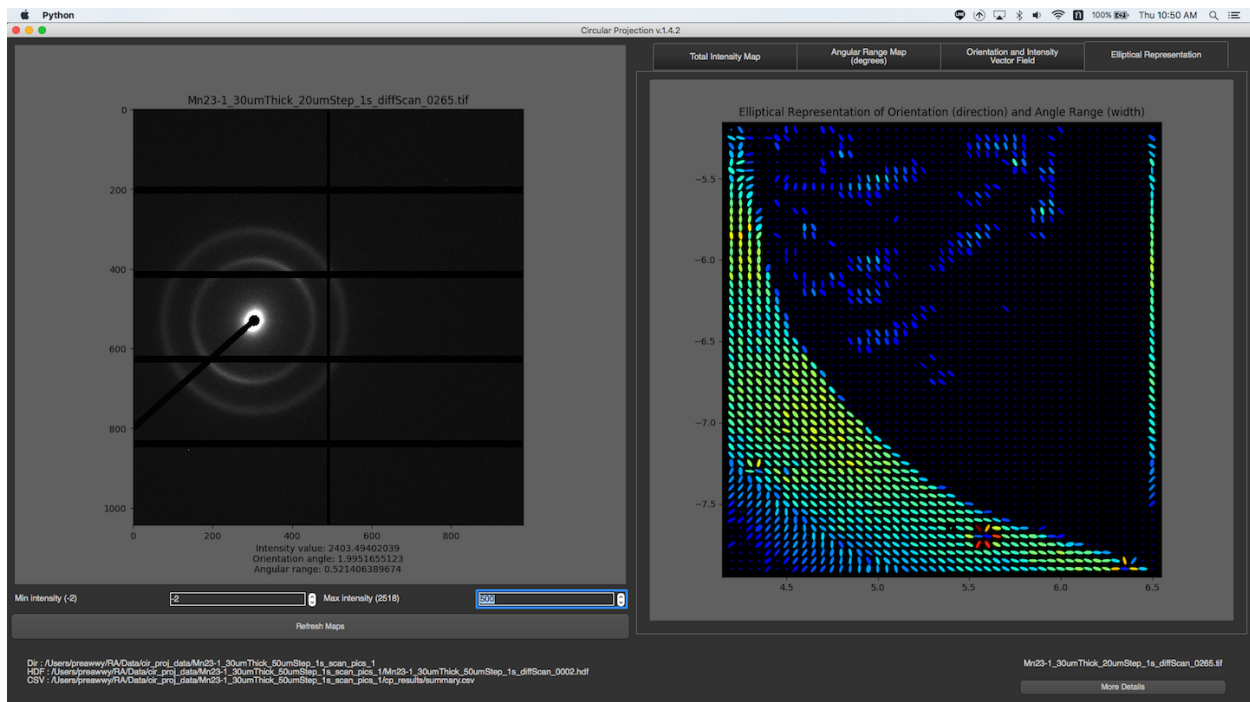 Python
100%
Thu 10:50 AM
Circular Projection v.1.4.2
Total Intensity Map
Angular Range Map
(degrees)
Orientation and Intensity
Vector Field
Elliptical Representation
Mn23-1_30umThick_20umStep_1s_diffScan_0265.tif
0
200
400
600
800
1000
0
200
400
600
800
Intensity value: 2403.49402039
Orientation angle: 1.9951655123
Angular range: 0.521406389674
Elliptical Representation of Orientation (direction) and Angle Range (width)
−5.5
−6.0
−6.5
−7.0
−7.5
4.5
5.0
5.5
6.0
6.5
Min intensity (-2)
-2
Max intensity (2518)
500
Refresh Maps
Dir : /Users/preawwy/RA/Data/cir_proj_data/Mn23-1_30umThick_50umStep_1s_scan_pics_1
HDF : /Users/preawwy/RA/Data/cir_proj_data/Mn23-1_30umThick_50umStep_1s_scan_pics_1/Mn23-1_30umThick_50umStep_1s_diffScan_0002.hdf
CSV : /Users/preawwy/RA/Data/cir_proj_data/Mn23-1_30umThick_50umStep_1s_scan_pics_1/cp_results/summary.csv
Mn23-1_30umThick_20umStep_1s_diffScan_0265.tif
More Details